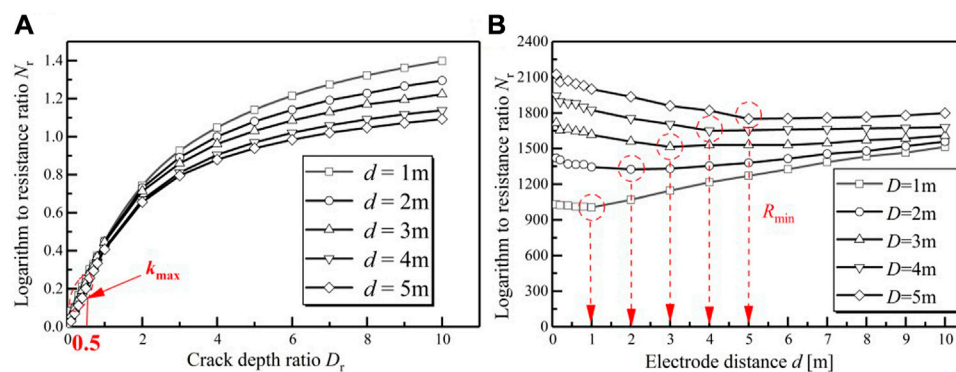 A
Logarithm to resistance ratio Nr
1.4
1.2
1.0
0.8
0.6
0.4
0.2
0.0
d = 1m
d = 2m
d = 3m
d = 4m
d = 5m
kmax
0.5
2 4 6 8 10
Crack depth ratio Dr
B
Logarithm to resistance ratio Nr
2400
2100
1800
1500
1200
900
600
300
0
Rmin
D=1m
D=2m
D=3m
D=4m
D=5m
0 1 2 3 4 5 6 7 8 9 10
Electrode distance d [m]